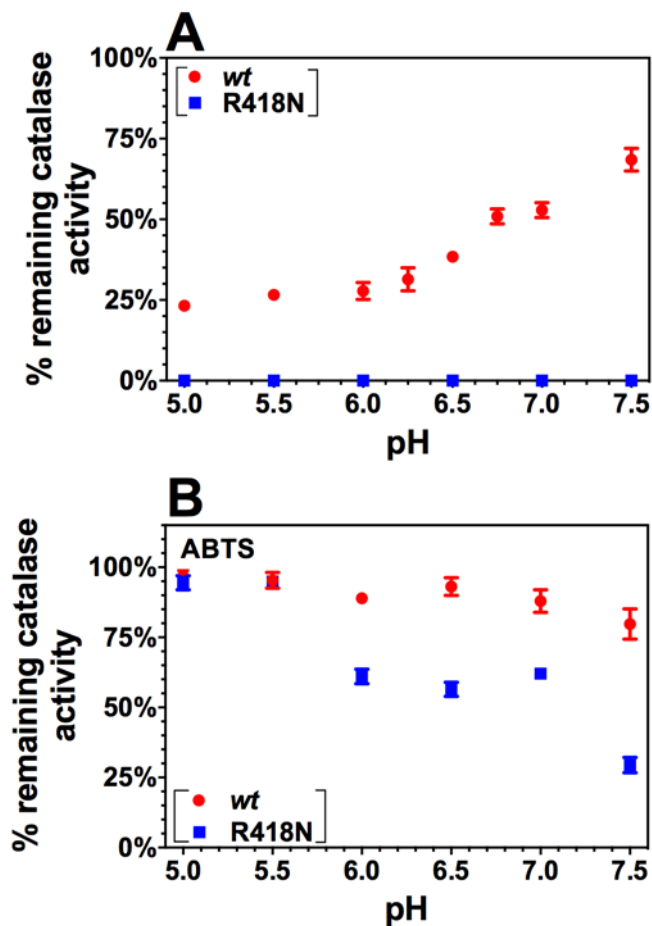 A
100%
wt
R418N
75%
50%
25%
0%
% remaining catalase
activity
5.0 5.5 6.0 6.5 7.0 7.5
pH
B
ABTS
100%
75%
50%
25%
0%
wt
R418N
% remaining catalase
activity
5.0 5.5 6.0 6.5 7.0 7.5
pH